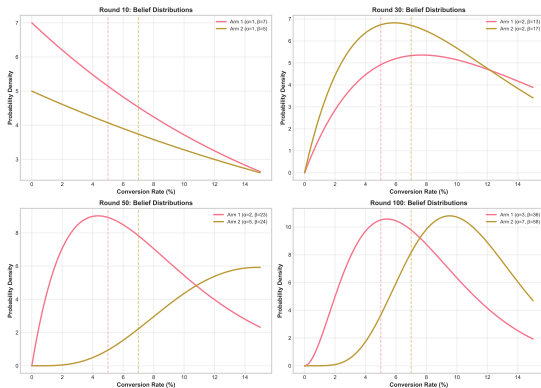 Round 10: Belief Distributions
Arm 1 (α=1, β=7)
Arm 2 (α=1, β=5)
7
6
5
4
3
Probability Density
0 2 4 6 8 10 12 14
Conversion Rate (%)
Round 30: Belief Distributions
Arm 1 (α=2, β=13)
Arm 2 (α=2, β=17)
7
6
5
4
3
2
1
0
Probability Density
0 2 4 6 8 10 12 14
Conversion Rate (%)
Round 50: Belief Distributions
Arm 1 (α=2, β=23)
Arm 2 (α=5, β=24)
8
6
4
2
0
Probability Density
0 2 4 6 8 10 12 14
Conversion Rate (%)
Round 100: Belief Distributions
Arm 1 (α=3, β=36)
Arm 2 (α=7, β=58)
10
8
6
4
2
0
Probability Density
0 2 4 6 8 10 12 14
Conversion Rate (%)